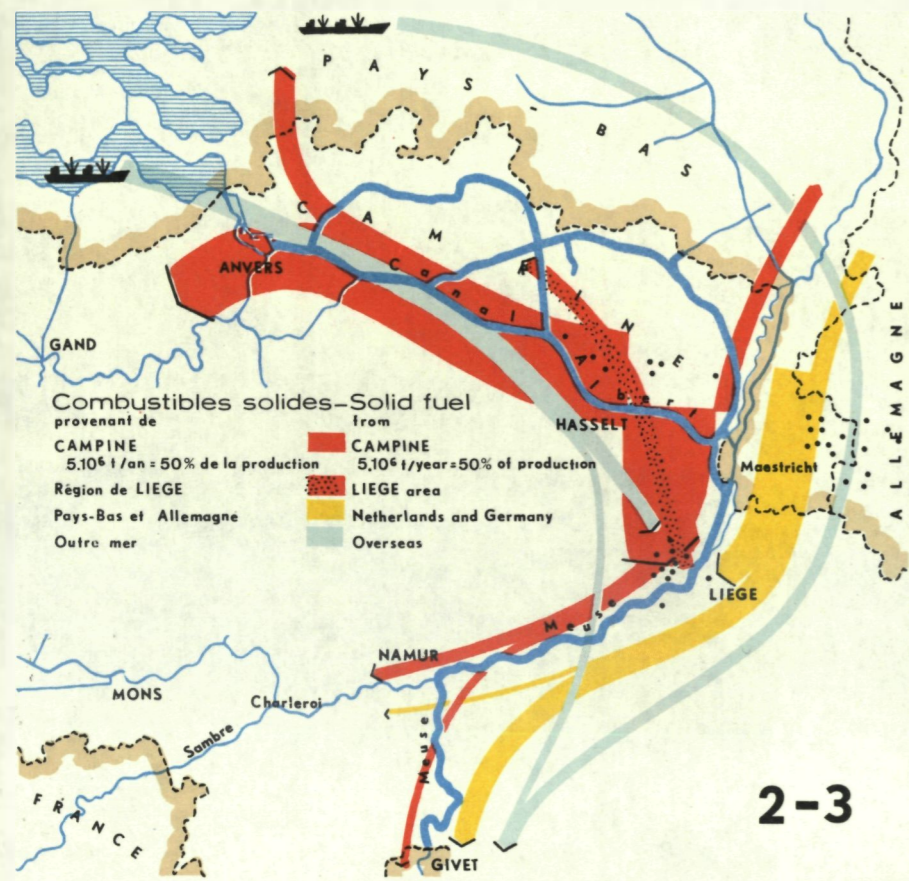 PAYS-BAS
CAMPINE
ANVERS
Canal Albert
GAND
HASSELT
ALLEMAGNE
Combustibles solides–Solid fuel
provenant de from
CAMPINE CAMPINE
5.10⁶ t/an = 50% de la production 5.10⁶ t/year = 50% of production
Région de LIEGE LIEGE area
Pays-Bas et Allemagne Netherlands and Germany
Outre mer Overseas
Maestricht
LIEGE
Meuse
NAMUR
MONS
Charleroi
Sambre
Meuse
FRANCE
GIVET
2-3